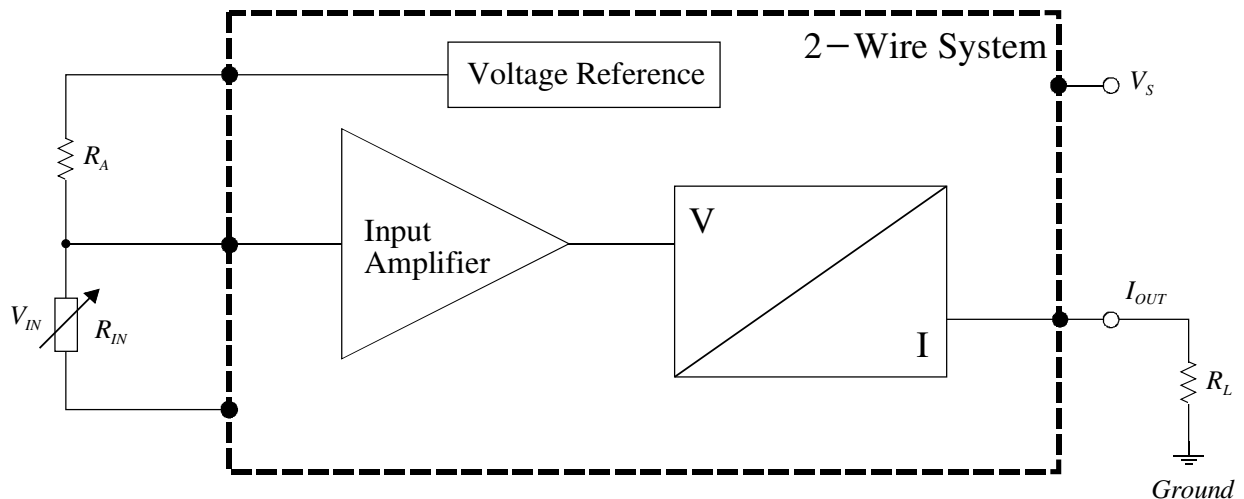 2-Wire System
Voltage Reference
V_S
R_A
Input
Amplifier
V
I
V_IN
R_IN
I_OUT
R_L
Ground